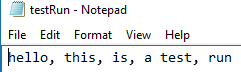 testRun - Notepad
File Edit Format View Help
hello, this, is, a test, run